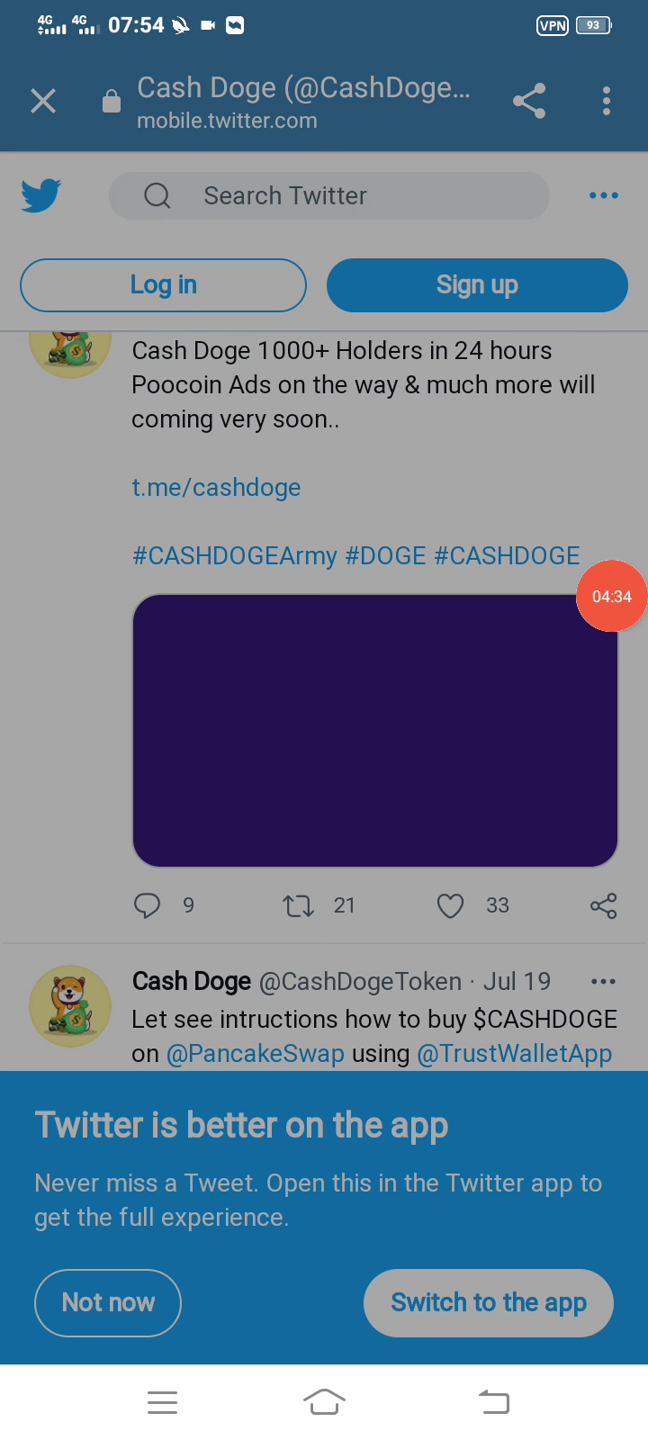 4G 4G 07:54 VPN 93
Cash Doge (@CashDoge...
mobile.twitter.com
Search Twitter
Log in Sign up
Cash Doge 1000+ Holders in 24 hours
Poocoin Ads on the way & much more will
coming very soon..
t.me/cashdoge
#CASHDOGEArmy #DOGE #CASHDOGE
04:34
9 21 33
Cash Doge @CashDogeToken · Jul 19
Let see intructions how to buy $CASHDOGE
on @PancakeSwap using @TrustWalletApp
Twitter is better on the app
Never miss a Tweet. Open this in the Twitter app to
get the full experience.
Not now Switch to the app